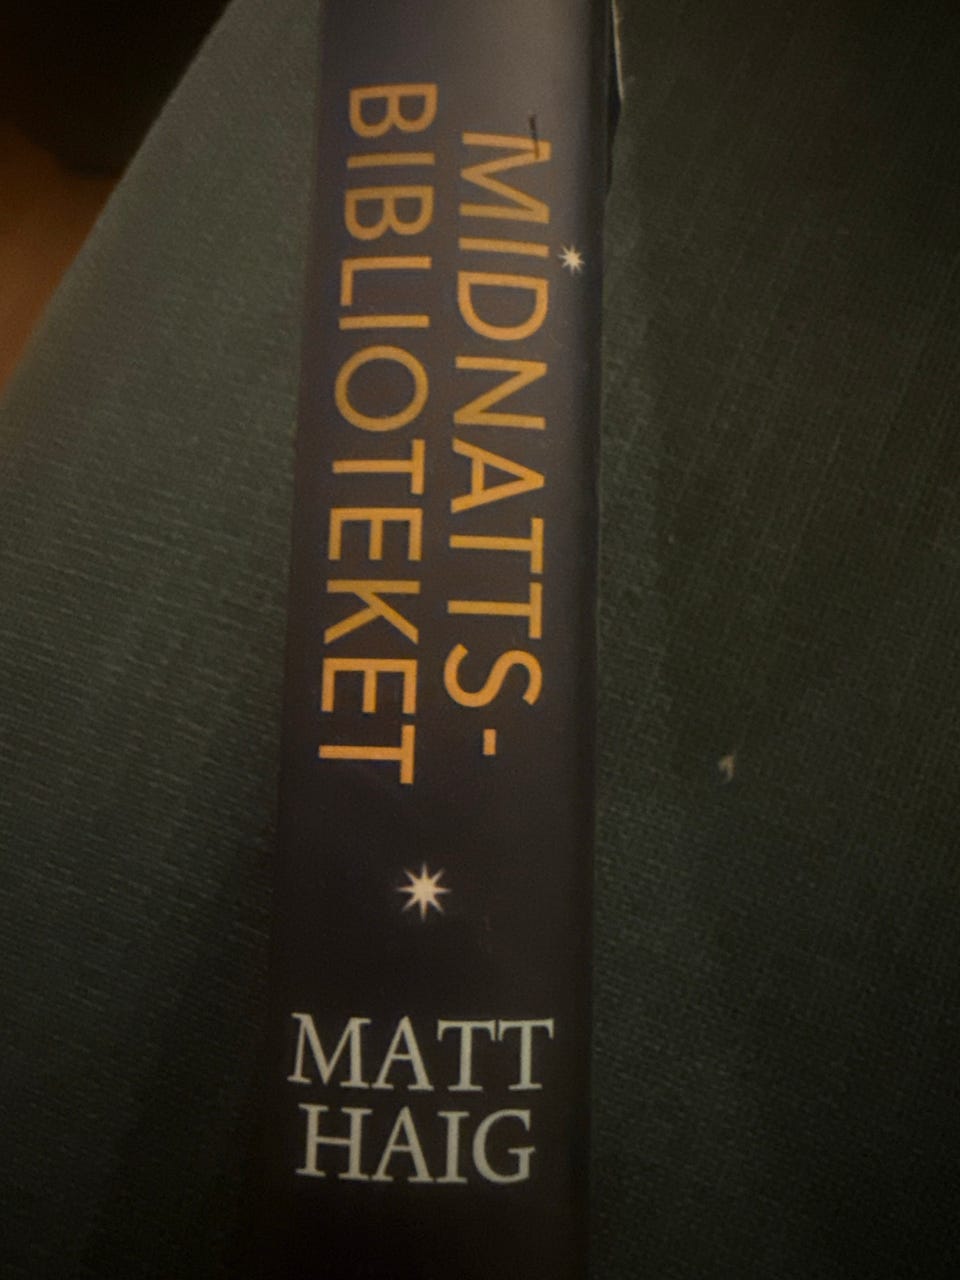 MIDNATTS-
BIBLIOTEKET
MATT
HAIG